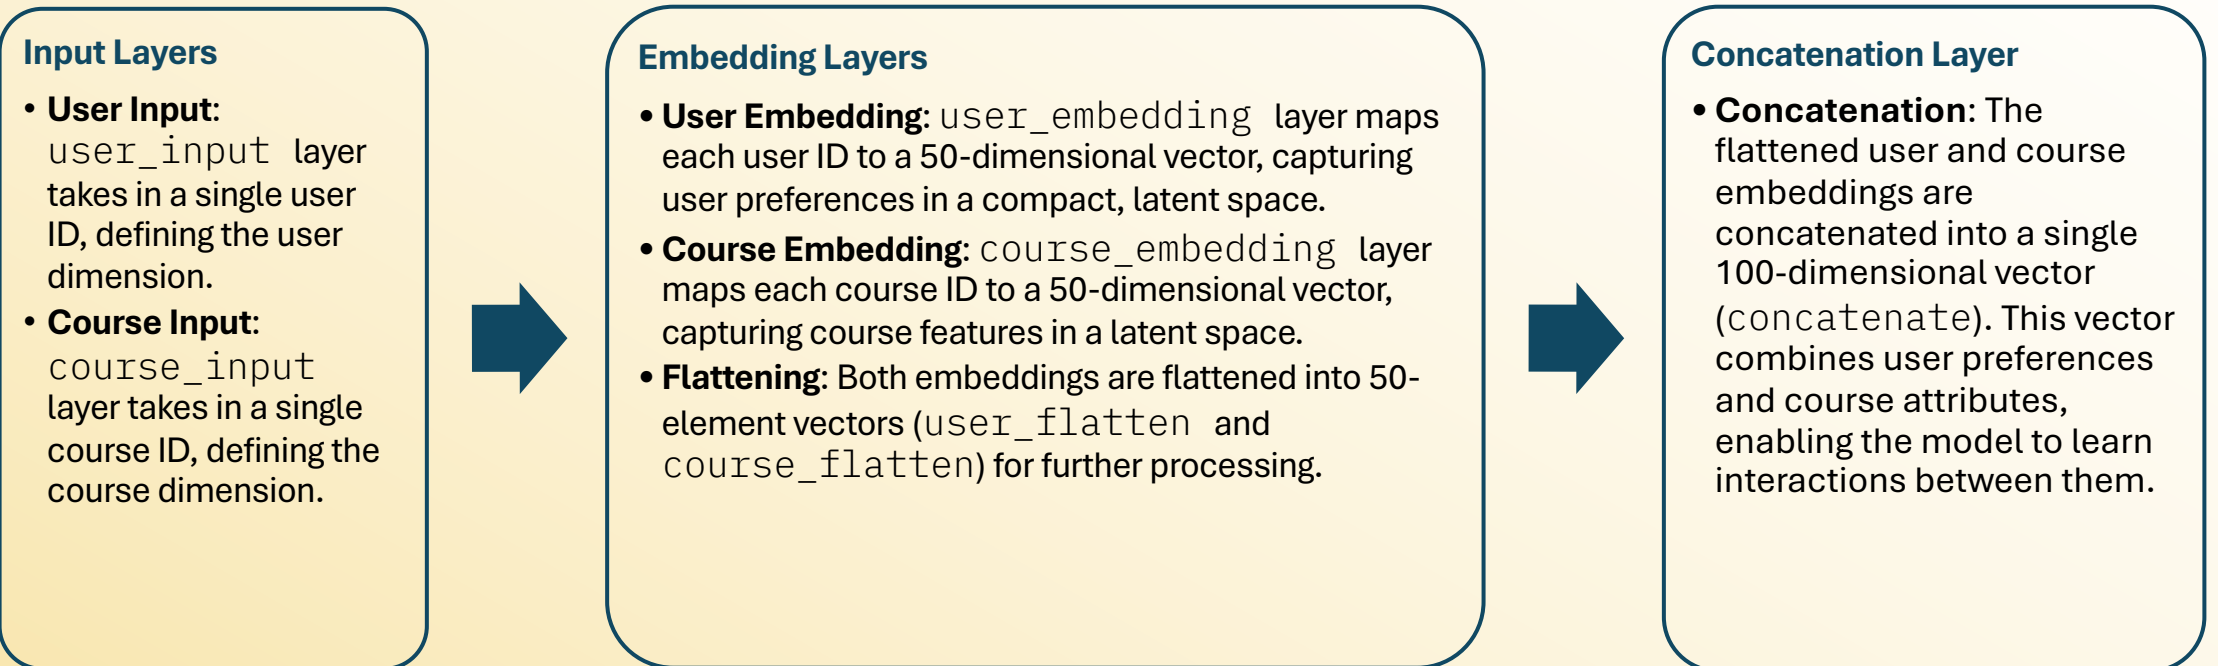 Input Layers
• User Input:
user_input layer
takes in a single user
ID, defining the user
dimension.
• Course Input:
course_input
layer takes in a single
course ID, defining the
course dimension.
Embedding Layers
• User Embedding: user_embedding layer maps
each user ID to a 50-dimensional vector, capturing
user preferences in a compact, latent space.
• Course Embedding: course_embedding layer
maps each course ID to a 50-dimensional vector,
capturing course features in a latent space.
• Flattening: Both embeddings are flattened into 50-
element vectors (user_flatten and
course_flatten) for further processing.
Concatenation Layer
• Concatenation: The
flattened user and course
embeddings are
concatenated into a single
100-dimensional vector
(concatenate). This vector
combines user preferences
and course attributes,
enabling the model to learn
interactions between them.